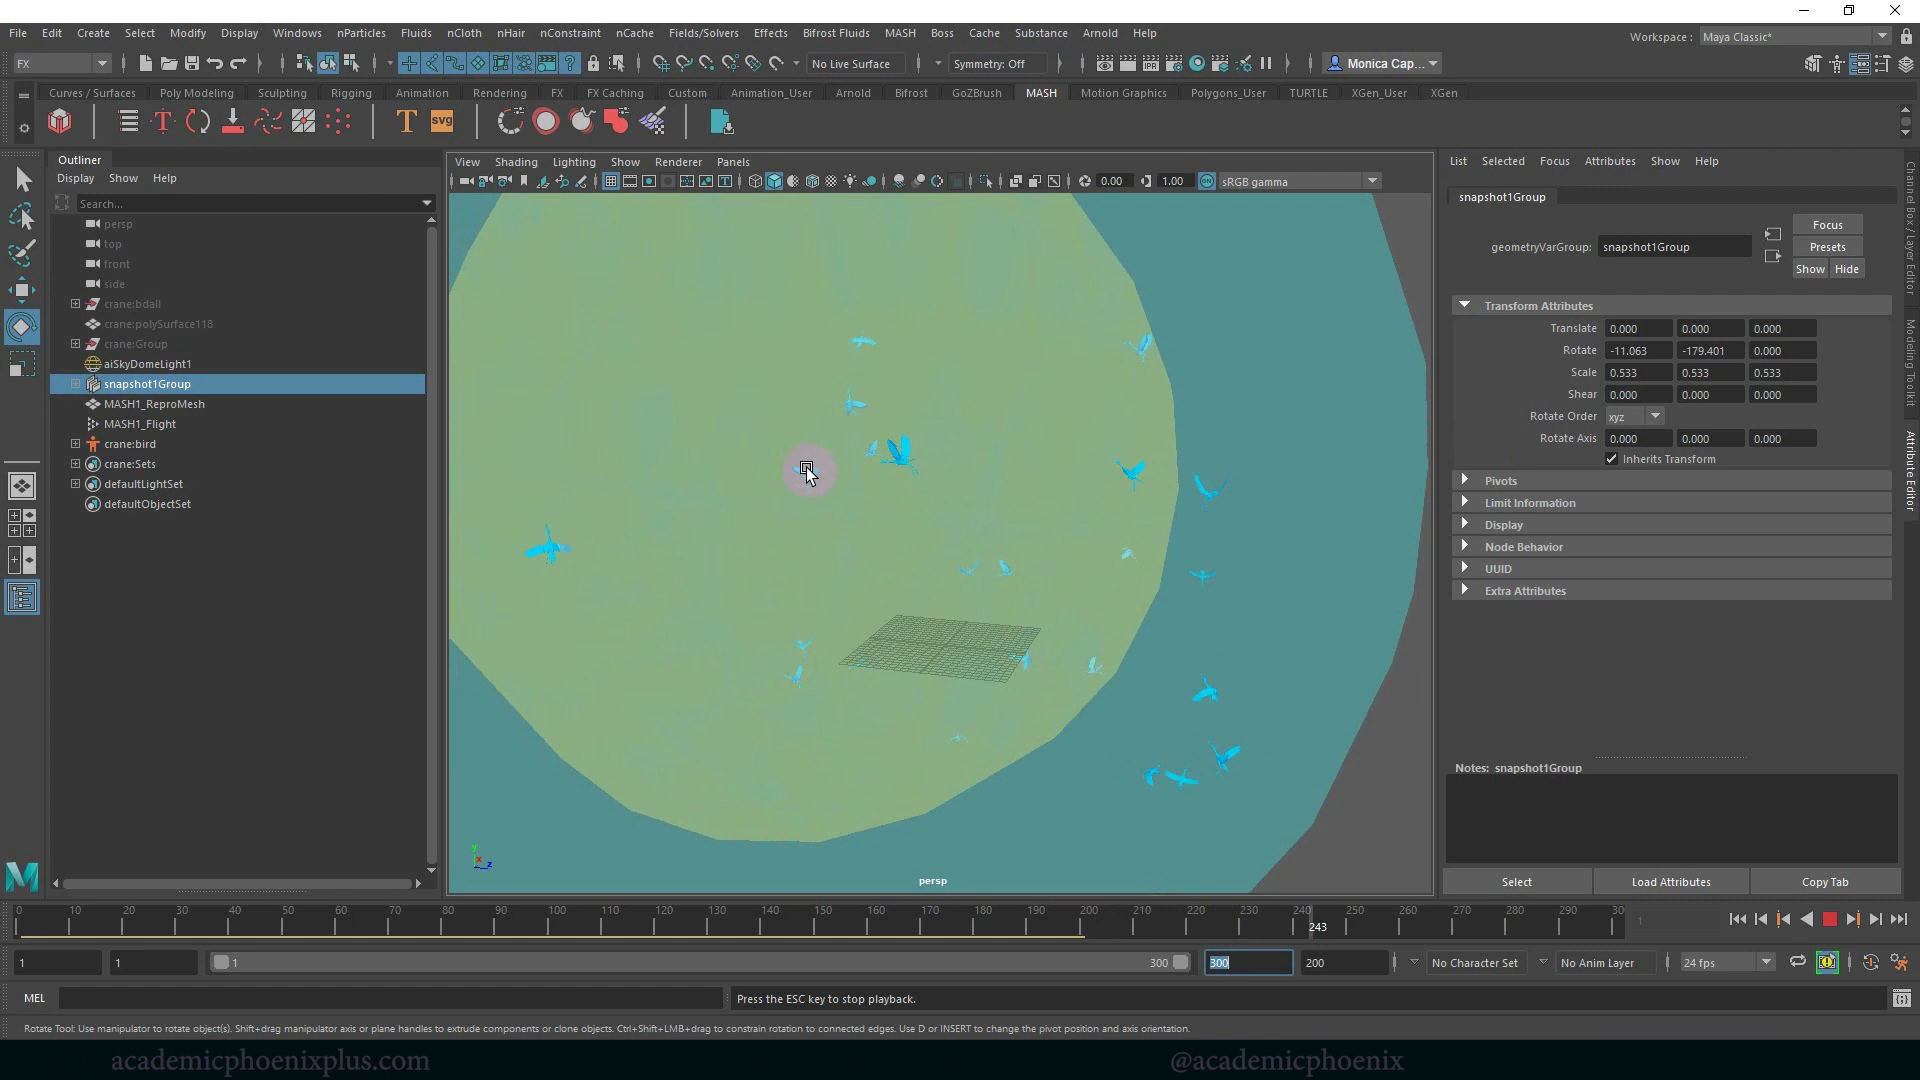 File Edit Create Select Modify Display Windows nParticles Fluids nCloth nHair nConstraint nCache Fields/Solvers Effects Bifrost Fluids MASH Boss Cache Substance Arnold Help
Workspace : Maya Classic*
FX
No Live Surface
Symmetry: Off
Monica Cap...
Curves / Surfaces Poly Modeling Sculpting Rigging Animation Rendering FX FX Caching Custom Animation_User Arnold Bifrost GoZBrush MASH Motion Graphics Polygons_User TURTLE XGen_User XGen
T
T
svg
Outliner
Display Show Help
Search...
persp
top
front
side
crane:bdall
crane:polySurface118
crane:Group
aiSkyDomeLight1
snapshot1Group
MASH1_ReproMesh
MASH1_Flight
crane:bird
crane:Sets
defaultLightSet
defaultObjectSet
View Shading Lighting Show Renderer Panels
0.00
1.00
ON
sRGB gamma
persp
y
x
z
List Selected Focus Attributes Show Help
snapshot1Group
geometryVarGroup: snapshot1Group
Focus
Presets
Show Hide
Transform Attributes
Translate 0.000 0.000 0.000
Rotate -11.063 -179.401 0.000
Scale 0.533 0.533 0.533
Shear 0.000 0.000 0.000
Rotate Order xyz
Rotate Axis 0.000 0.000 0.000
Inherits Transform
Pivots
Limit Information
Display
Node Behavior
UUID
Extra Attributes
Notes: snapshot1Group
Select Load Attributes Copy Tab
Channel Box / Layer Editor
Modeling Toolkit
Attribute Editor
0 10 20 30 40 50 60 70 80 90 100 110 120 130 140 150 160 170 180 190 200 210 220 230 240 250 260 270 280 290 30
243
1
1 1 1 300 300 200 No Character Set No Anim Layer 24 fps
MEL
Press the ESC key to stop playback.
Rotate Tool: Use manipulator to rotate object(s). Shift+drag manipulator axis or plane handles to extrude components or clone objects. Ctrl+Shift+LMB+drag to constrain rotation to connected edges. Use D or INSERT to change the pivot position and axis orientation.
academicphoenixplus.com
@academicphoenix